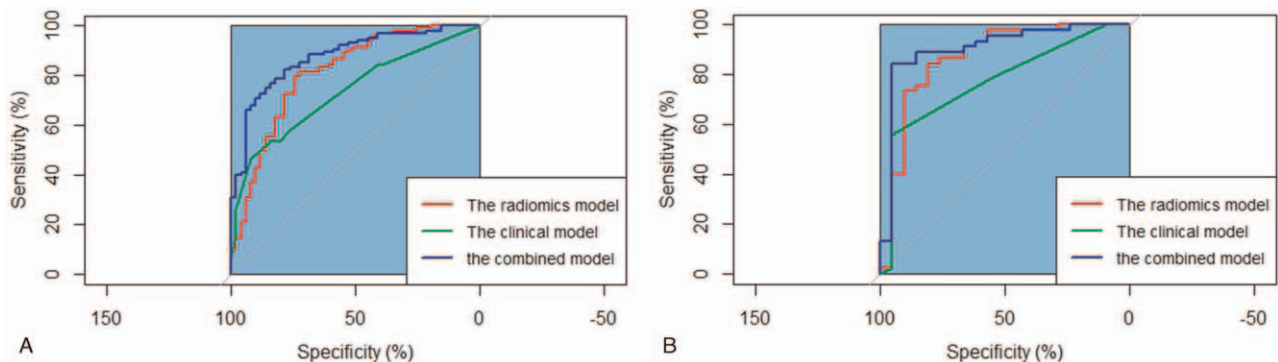 Sensitivity (%)
100
80
60
40
20
0
The radiomics model
The clinical model
the combined model
150
100
50
0
-50
Specificity (%)
A
Sensitivity (%)
100
80
60
40
20
0
The radiomics model
The clinical model
the combined model
150
100
50
0
-50
Specificity (%)
B